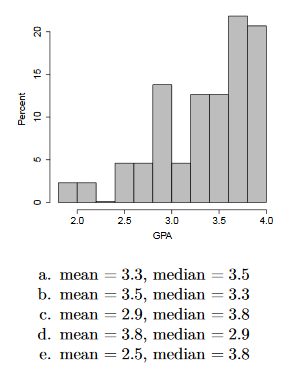 20
15
10
5
0
Percent
2.0 2.5 3.0 3.5 4.0
GPA
a. mean = 3.3, median = 3.5
b. mean = 3.5, median = 3.3
c. mean = 2.9, median = 3.8
d. mean = 3.8, median = 2.9
e. mean = 2.5, median = 3.8